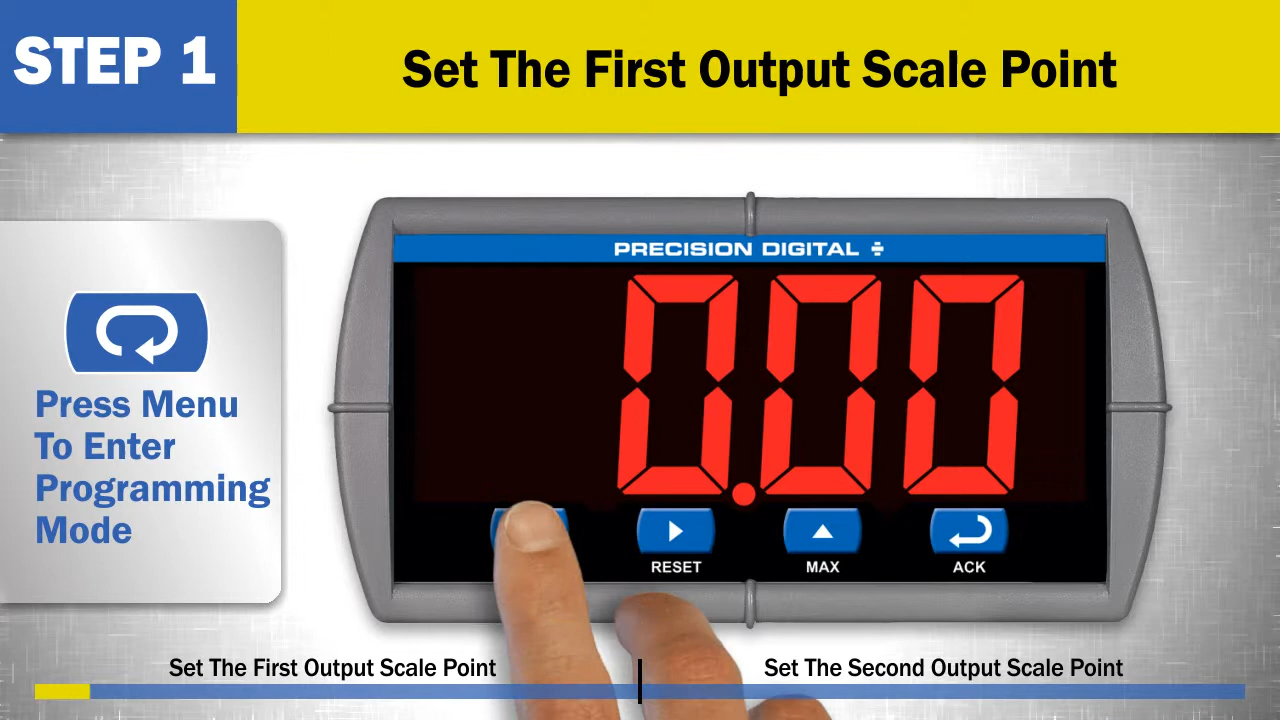 STEP 1
Set The First Output Scale Point
PRECISION DIGITAL
0.00
Press Menu
To Enter
Programming
Mode
RESET
MAX
ACK
Set The First Output Scale Point
Set The Second Output Scale Point